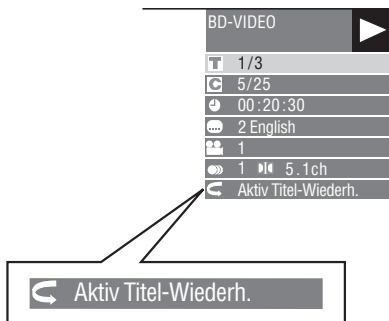 BD-VIDEO
T 1/3
C 5/25
00:20:30
2 English
1
1 5.1ch
Aktiv Titel-Wiederh.
Aktiv Titel-Wiederh.